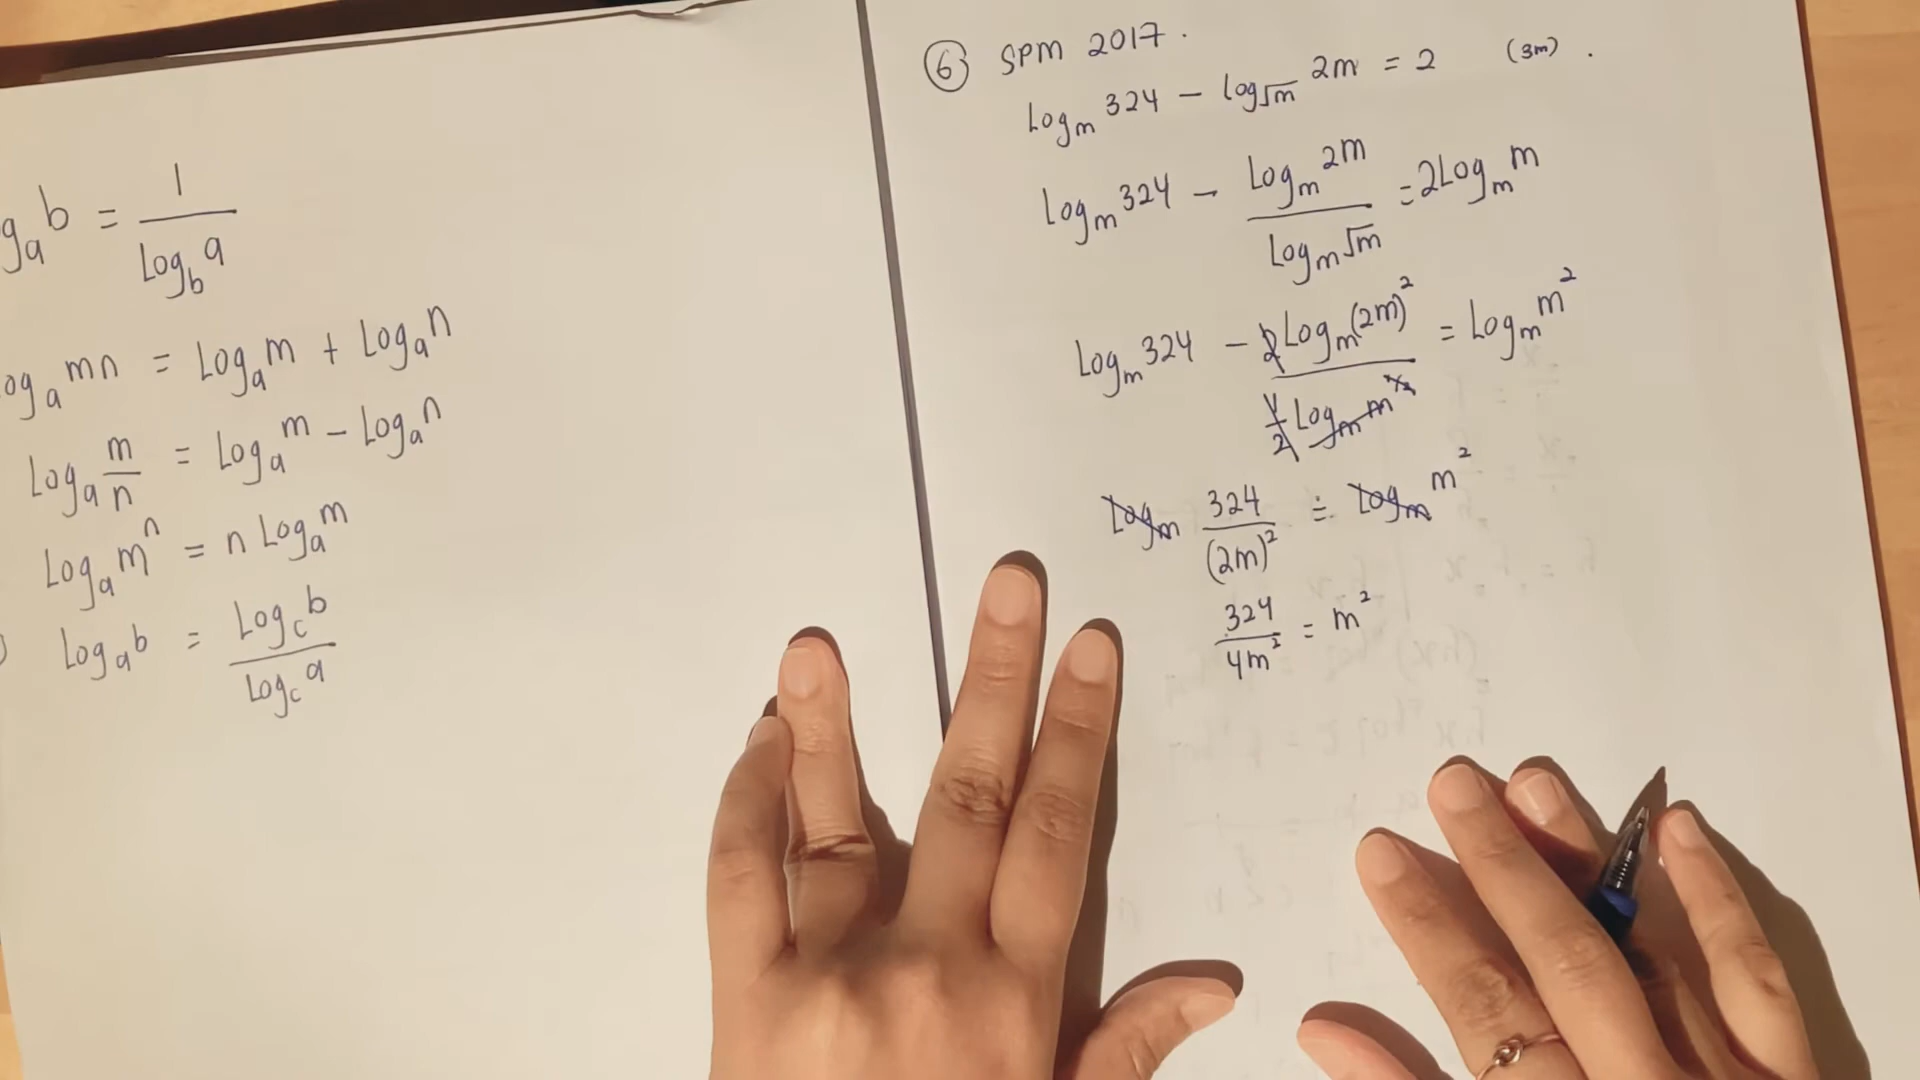 g_a b = 1 / log_b a
og_a mn = Log_a m + Log_a n
Log_a m/n = Log_a m - Log_a n
Log_a m^n = n Log_a m
Log_a b = Log_c b / Log_c a
⑥ SPM 2017.
Log_m 324 - log_√m 2m = 2 (3m).
Log_m 324 - Log_m 2m / Log_m √m = 2Log_m m
Log_m 324 - 2Log_m (2m)^2 / 1/2 Log_m m^1/2 = Log_m m^2
Log_m 324/(2m)^2 = Log_m m^2
324/4m^2 = m^2